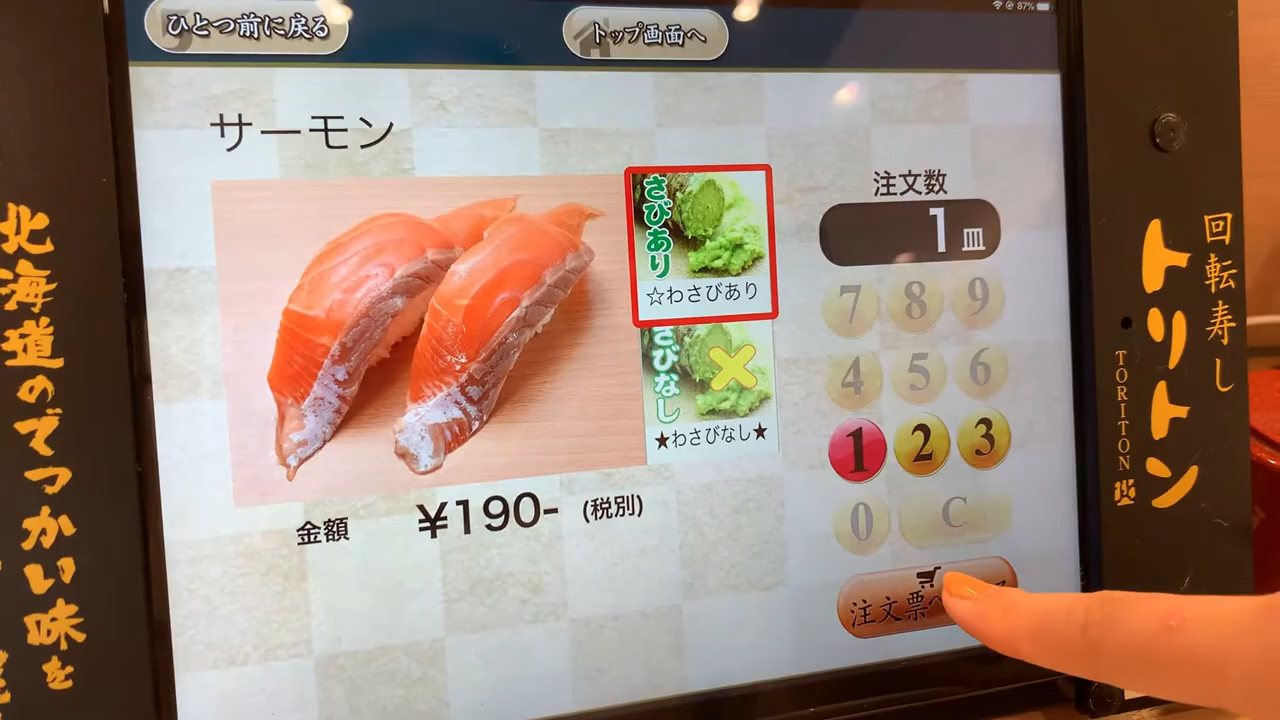 87%
ひとつ前に戻る
トップ画面へ
サーモン
さびあり
☆わさびあり
さびなし
★わさびなし★
金額 ¥190- (税別)
注文数
1皿
7 8 9
4 5 6
1 2 3
0 C
注文票へ
北海道のでっかい味を
回転寿し
トリトン
TORITON